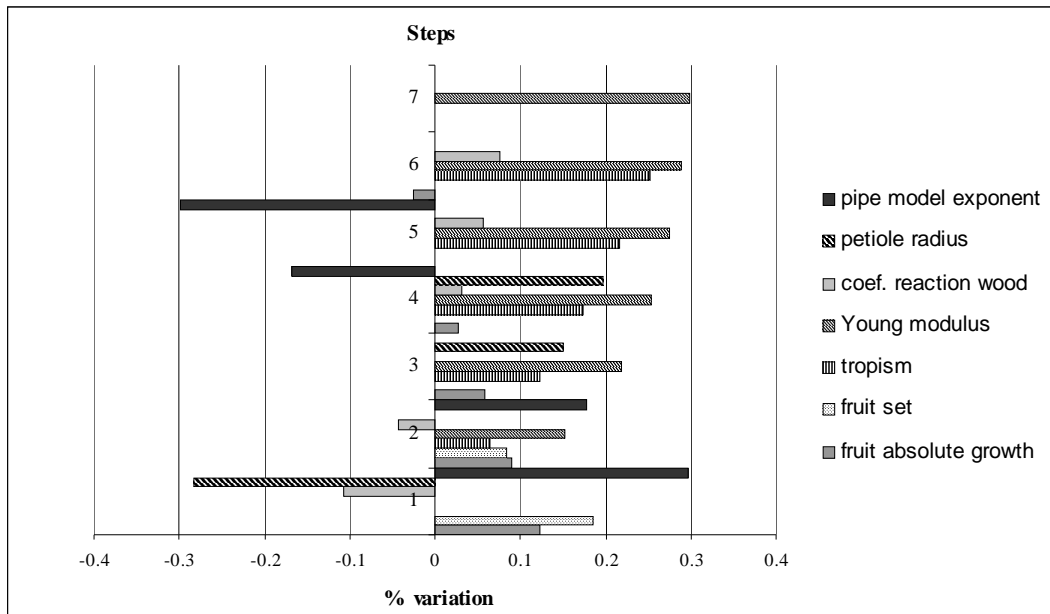 Steps
7
6
5
4
3
2
1
-0.4 -0.3 -0.2 -0.1 0 0.1 0.2 0.3 0.4
% variation
pipe model exponent
petiole radius
coef. reaction wood
Young modulus
tropism
fruit set
fruit absolute growth